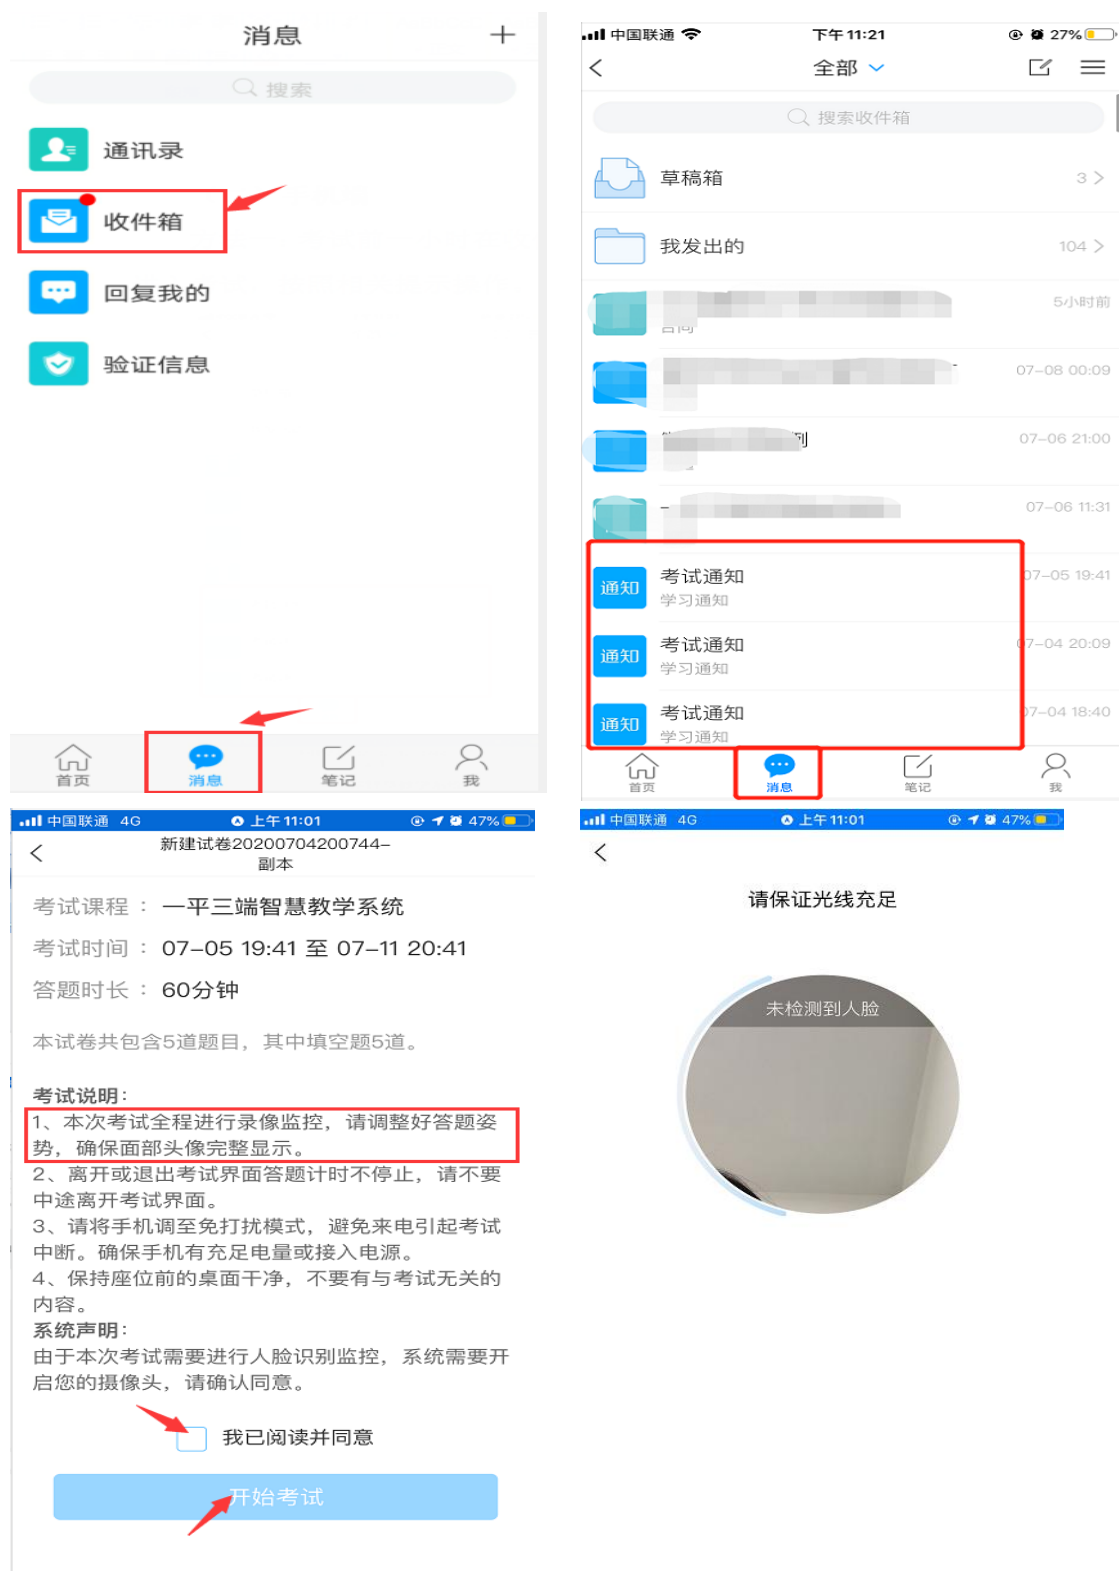 消息
搜索
通讯录
收件箱
回复我的
验证信息
首页
消息
笔记
我
中国联通
下午11:21
27%
全部
搜索收件箱
草稿箱
3
我发出的
104
5小时前
07-08 00:09
07-06 21:00
07-06 11:31
通知
考试通知
学习通知
07-05 19:41
通知
考试通知
学习通知
07-04 20:09
通知
考试通知
学习通知
07-04 18:40
首页
消息
笔记
我
中国联通 4G
上午11:01
47%
新建试卷20200704200744-
副本
考试课程： 一平三端智慧教学系统
考试时间： 07-05 19:41 至 07-11 20:41
答题时长： 60分钟
本试卷共包含5道题目，其中填空题5道。
考试说明：
1、本次考试全程进行录像监控，请调整好答题姿
势，确保面部头像完整显示。
2、离开或退出考试界面答题计时不停止，请不要
中途离开考试界面。
3、请将手机调至免打扰模式，避免来电引起考试
中断。确保手机有充足电量或接入电源。
4、保持座位前的桌面干净，不要有与考试无关的
内容。
系统声明：
由于本次考试需要进行人脸识别监控，系统需要开
启您的摄像头，请确认同意。
我已阅读并同意
开始考试
中国联通 4G
上午11:01
47%
请保证光线充足
未检测到人脸